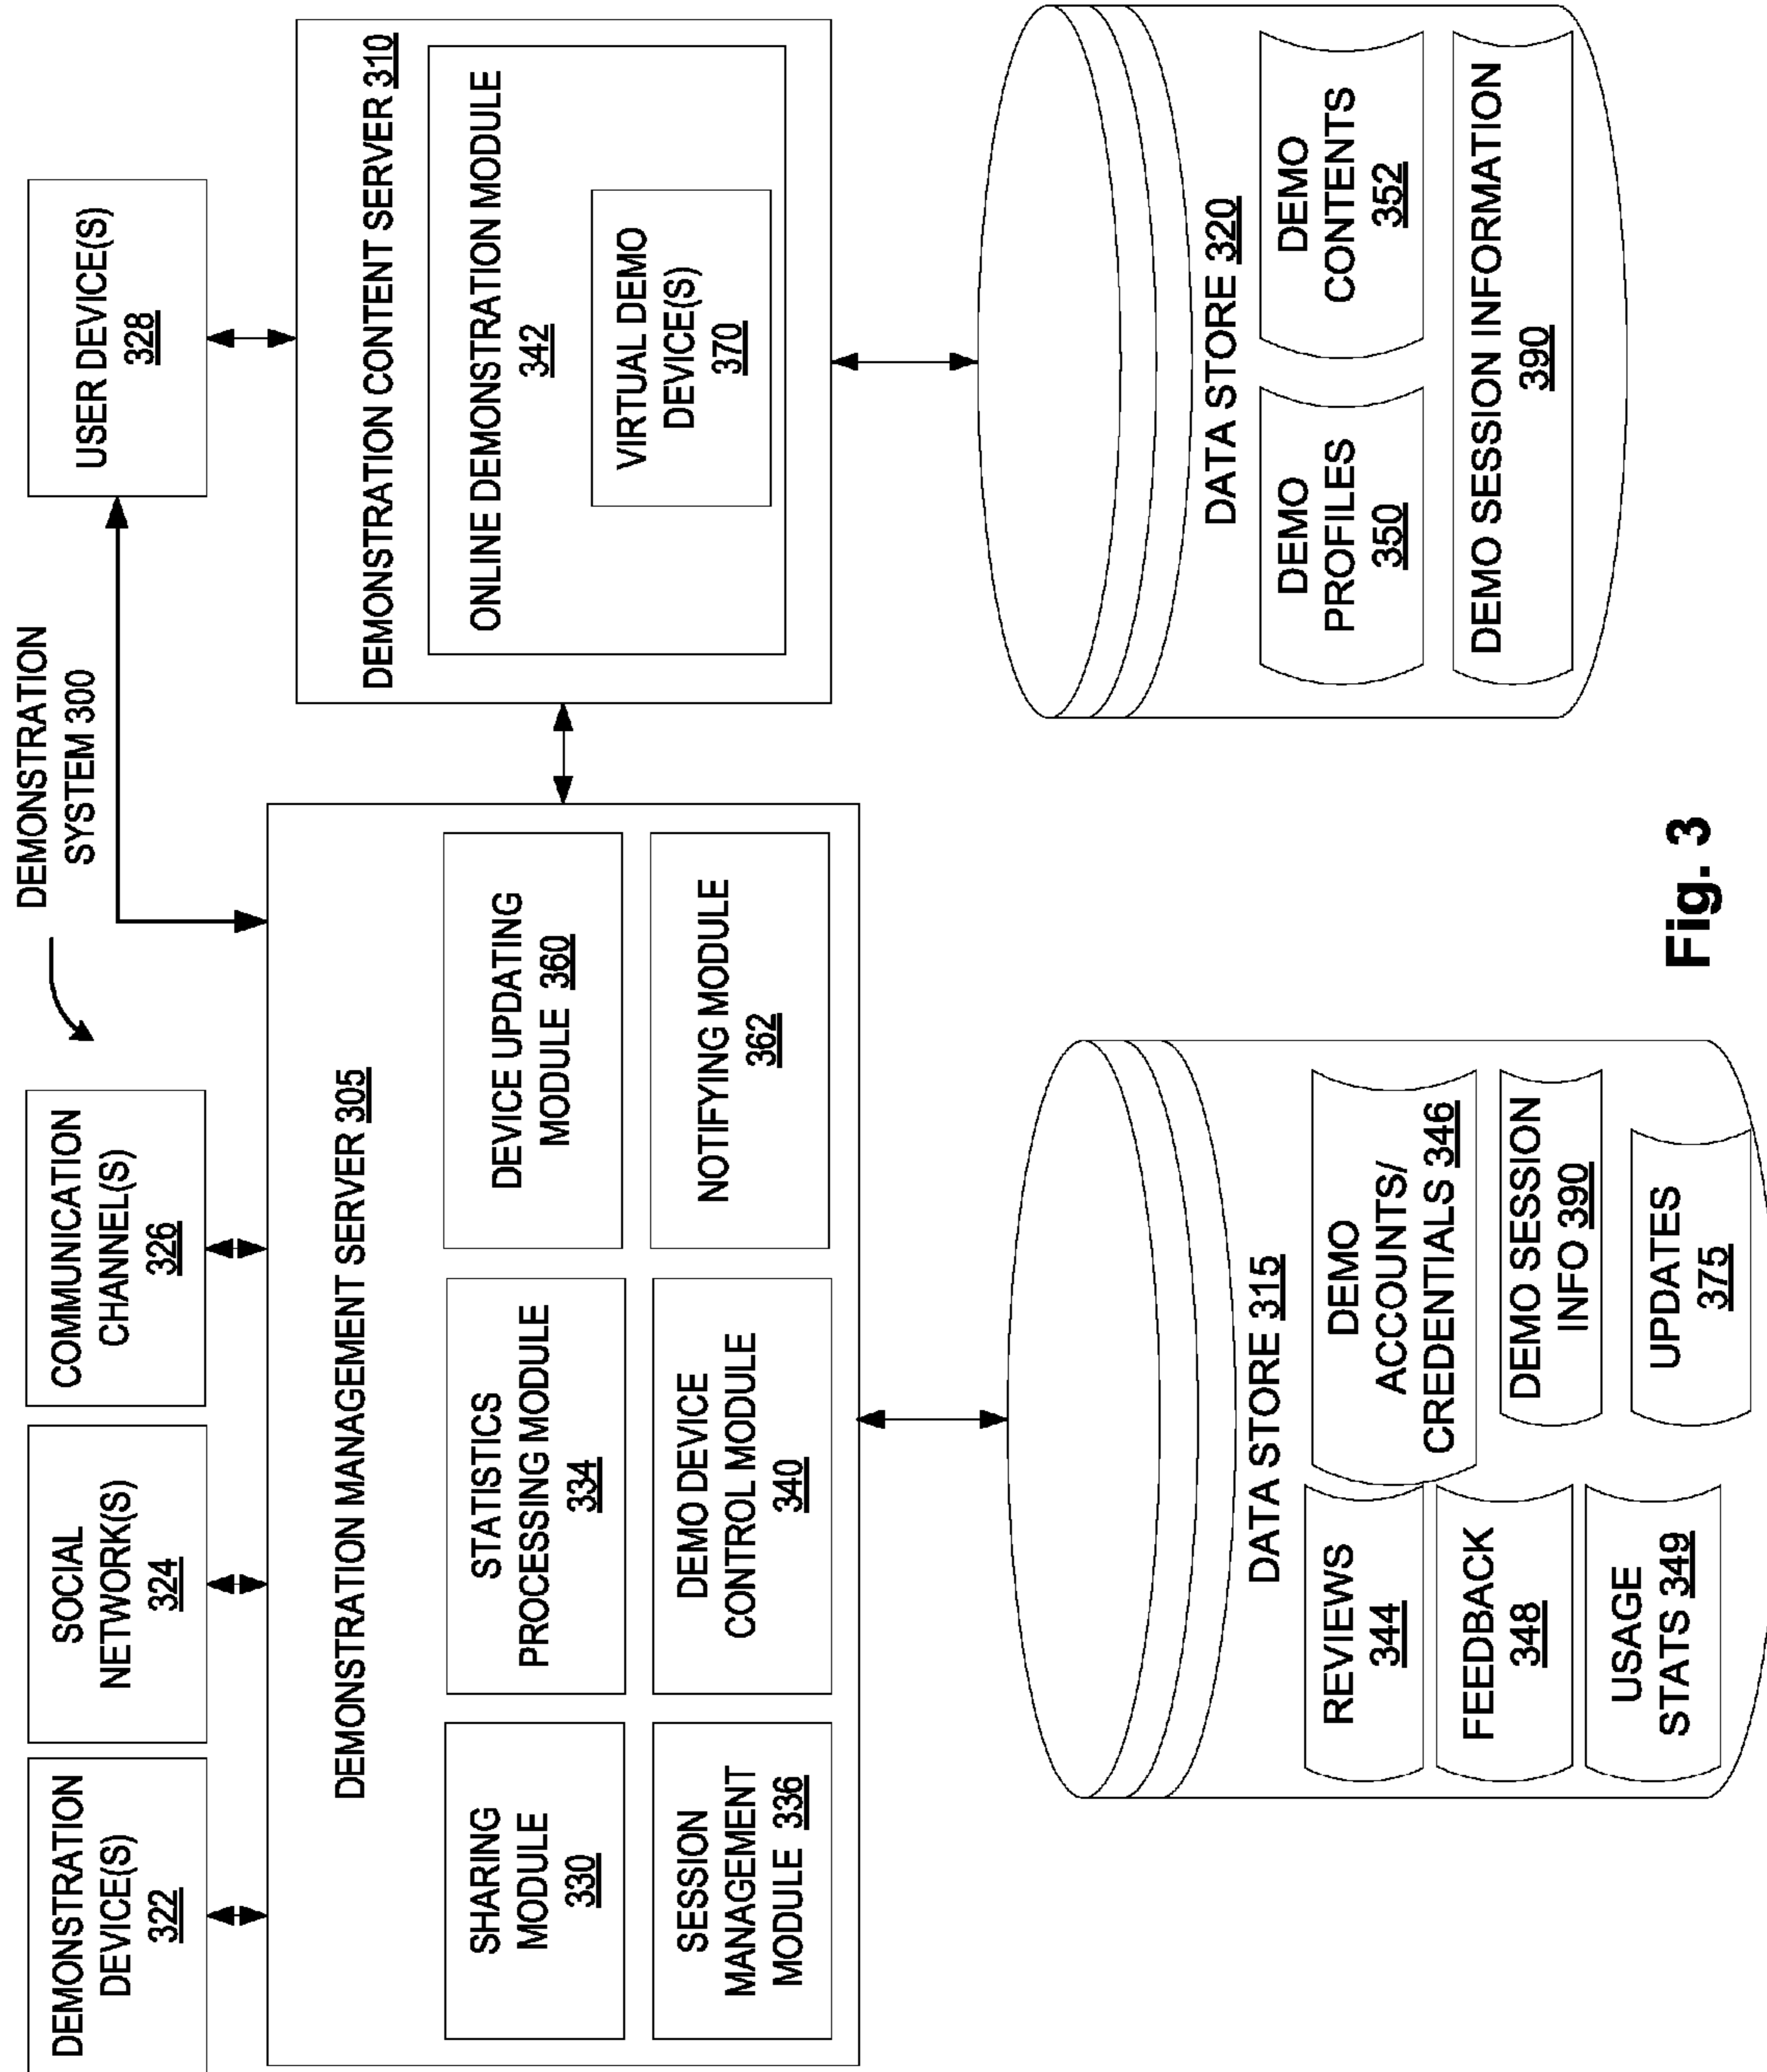 DEMONSTRATION
SYSTEM 300
DEMONSTRATION
DEVICE(S)
322
SOCIAL
NETWORK(S)
324
COMMUNICATION
CHANNEL(S)
326
USER DEVICE(S)
328
DEMONSTRATION MANAGEMENT SERVER 305
SHARING
MODULE
330
STATISTICS
PROCESSING MODULE
334
DEVICE UPDATING
MODULE 360
SESSION
MANAGEMENT
MODULE 336
DEMO DEVICE
CONTROL MODULE
340
NOTIFYING MODULE
362
DEMONSTRATION CONTENT SERVER 310
ONLINE DEMONSTRATION MODULE
342
VIRTUAL DEMO
DEVICE(S)
370
DATA STORE 315
REVIEWS
344
FEEDBACK
348
USAGE
STATS 349
DEMO
ACCOUNTS/
CREDENTIALS 346
DEMO SESSION
INFO 390
UPDATES
375
DATA STORE 320
DEMO
PROFILES
350
DEMO
CONTENTS
352
DEMO SESSION INFORMATION
390
Fig. 3